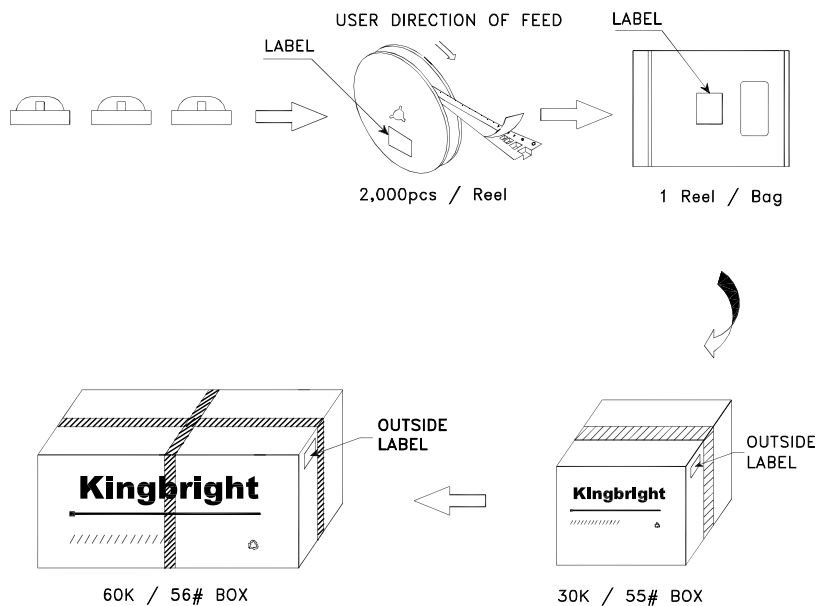 USER DIRECTION OF FEED
LABEL
LABEL
2,000pcs / Reel
1 Reel / Bag
OUTSIDE
LABEL
Kingbright
60K / 56# BOX
OUTSIDE
LABEL
Kingbright
30K / 55# BOX